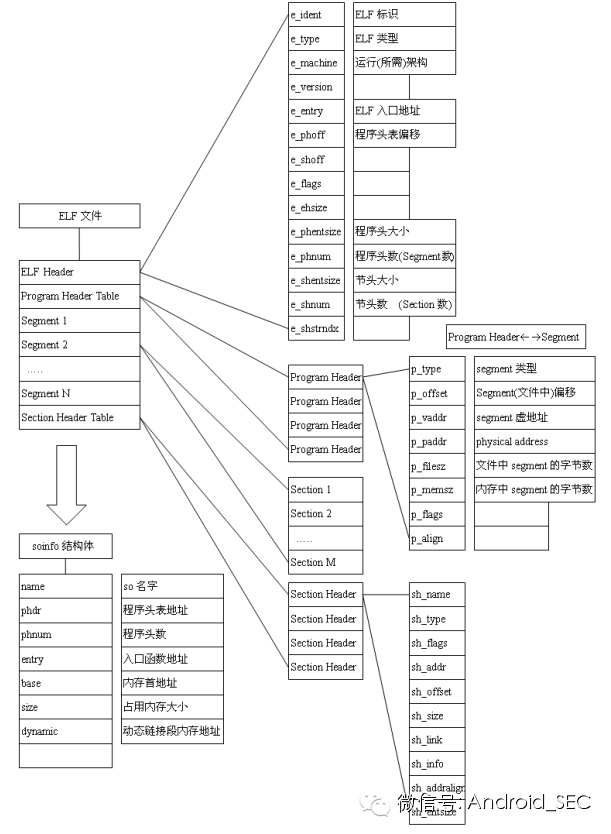 e_ident ELF 标识
e_type ELF 类型
e_machine 运行(所需)架构
e_version
e_entry ELF 入口地址
e_phoff 程序头表偏移
e_shoff
e_flags
e_ehsize
e_phentsize 程序头大小
e_phnum 程序头数(Segment数)
e_shentsize 节头大小
e_shnum 节头数 (Section 数)
e_shstrndx
ELF 文件
ELF Header
Program Header Table
Segment 1
Segment 2
.....
Segment N
Section Header Table
Program Header←→Segment
Program Header
Program Header
Program Header
Program Header
p_type segment 类型
p_offset Segment(文件中)偏移
p_vaddr segment 虚地址
p_paddr physical address
p_filesz 文件中 segment 的字节数
p_memsz 内存中 segment 的字节数
p_flags
p_align
Section 1
Section 2
.....
Section M
Section Header
Section Header
Section Header
Section Header
sh_name
sh_type
sh_flags
sh_addr
sh_offset
sh_size
sh_link
sh_info
sh_addralign
sh_entsize
soinfo 结构体
name so 名字
phdr 程序头表地址
phnum 程序头数
entry 入口函数地址
base 内存首地址
size 占用内存大小
dynamic 动态链接段内存地址
微信号: Android_SEC